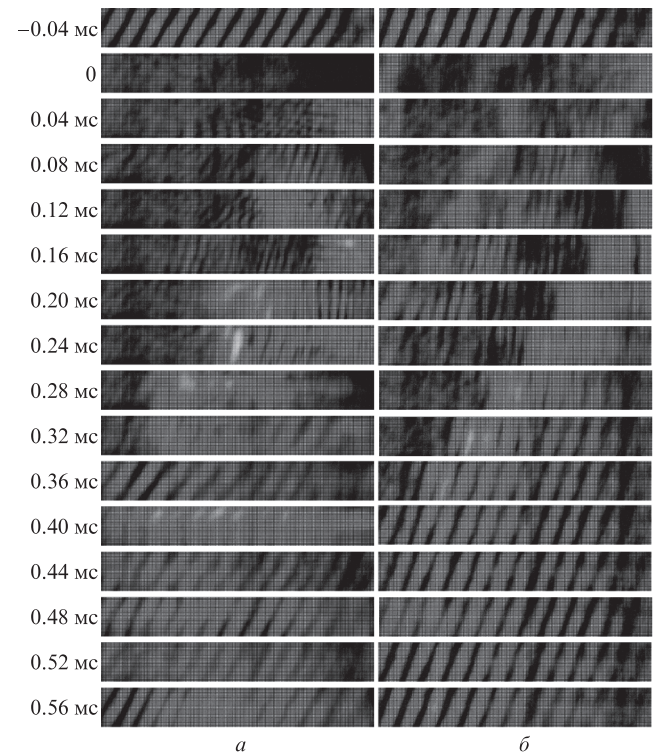 −0.04 мс
0
0.04 мс
0.08 мс
0.12 мс
0.16 мс
0.20 мс
0.24 мс
0.28 мс
0.32 мс
0.36 мс
0.40 мс
0.44 мс
0.48 мс
0.52 мс
0.56 мс
а б